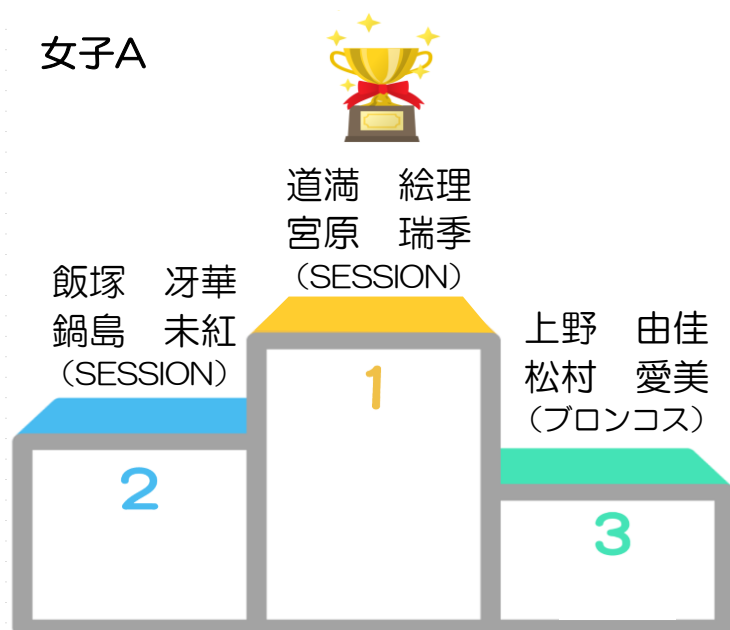 女子A
道満　絵理
宮原　瑞季
（SESSION）
飯塚　冴華
鍋島　未紅
（SESSION）
上野　由佳
松村　愛美
（ブロンコス）
1
2
3